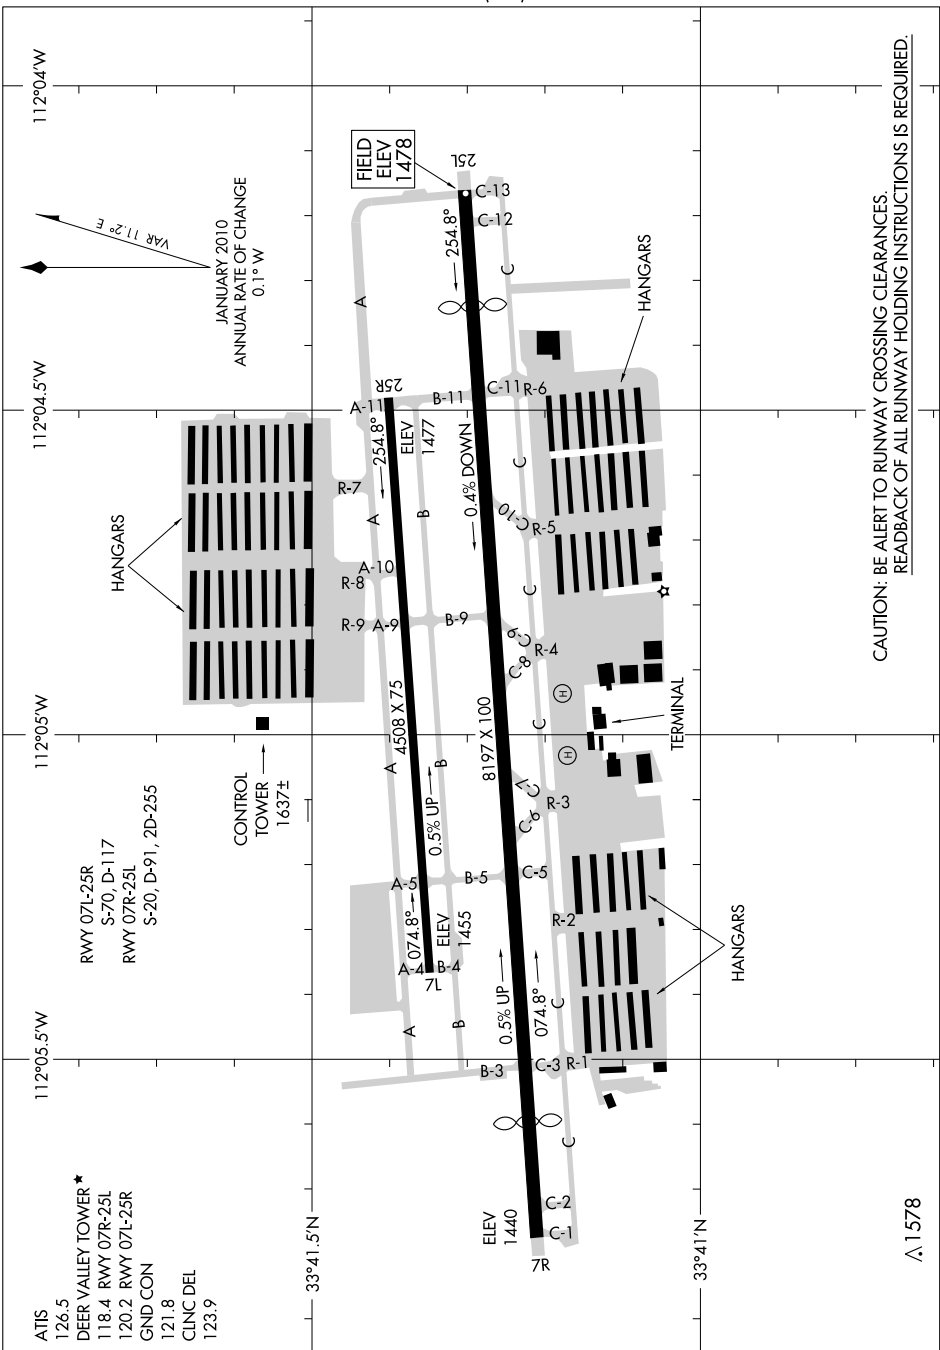 ATIS
126.5
DEER VALLEY TOWER
118.4 RWY 07R-25L
120.2 RWY 07L-25R
GND CON
121.8
CLNC DEL
123.9
RWY 07L-25R
S-70, D-117
RWY 07R-25L
S-20, D-91, 2D-255
CONTROL
TOWER
1637±
HANGARS
JANUARY 2010
ANNUAL RATE OF CHANGE
0.1° W
VAR 11.2° E
112°05.5'W
112°05'W
112°04.5'W
112°04'W
33°41.5'N
33°41'N
FIELD
ELEV
1478
25L
C-13
C-12
254.8°
C
A
25R
A-11
254.8°
ELEV
1477
B-11
C-11
R-6
HANGARS
R-7
A
B
0.4% DOWN
C
C-10
R-5
A-10
R-8
R-9
A-9
B-9
C
C-9
C-8
R-4
H
4508 X 75
8197 X 100
C
TERMINAL
H
A
B
0.5% UP
C-7
C-6
R-3
A-5
B-5
C-5
074.8°
ELEV
1455
A-4
B-4
7L
R-2
HANGARS
0.5% UP
074.8°
C
A
B
B-3
C-3
R-1
C
ELEV
1440
C-2
C-1
7R
1578
CAUTION: BE ALERT TO RUNWAY CROSSING CLEARANCES.
READBACK OF ALL RUNWAY HOLDING INSTRUCTIONS IS REQUIRED.